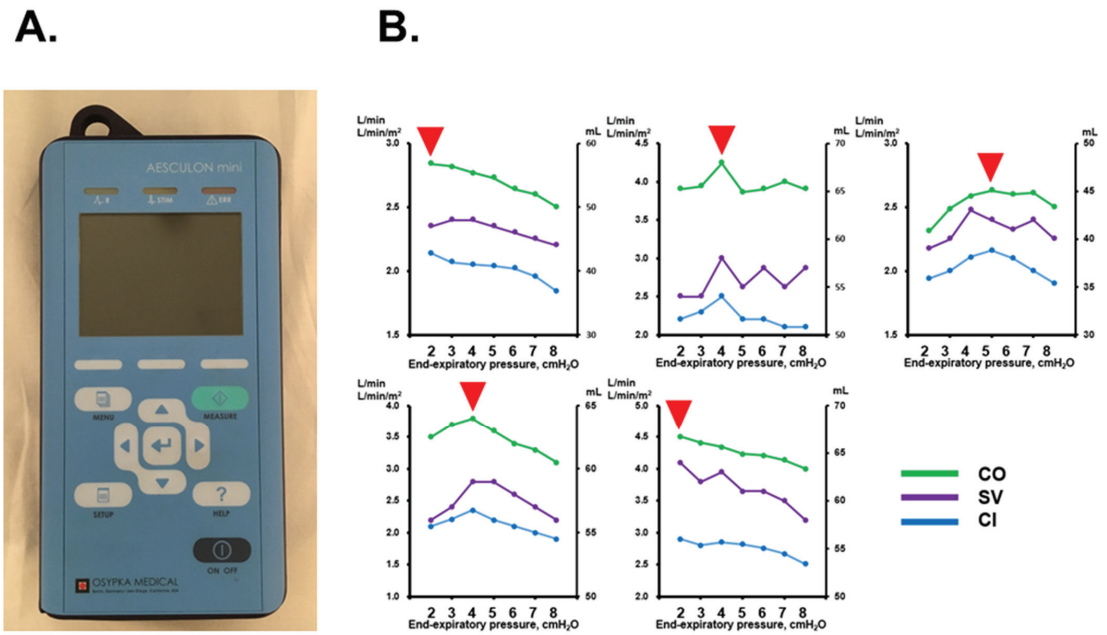 A.
B.
AESCULON mini
R
STIM
ERR
MENU
MEASURE
SETUP
?
HELP
ON OFF
OSYPKA MEDICAL
L/min
L/min/m²
mL
3.0
2.5
2.0
1.5
60
50
40
30
2 3 4 5 6 7 8
End-expiratory pressure, cmH₂O
L/min
L/min/m²
mL
4.5
4.0
3.5
3.0
2.5
2.0
70
65
60
55
50
2 3 4 5 6 7 8
End-expiratory pressure, cmH₂O
L/min
L/min/m²
mL
3.0
2.5
2.0
1.5
50
45
40
35
30
2 3 4 5 6 7 8
End-expiratory pressure, cmH₂O
L/min
L/min/m²
mL
4.0
3.5
3.0
2.5
2.0
1.5
1.0
65
60
55
50
2 3 4 5 6 7 8
End-expiratory pressure, cmH₂O
L/min
L/min/m²
mL
5.0
4.5
4.0
3.5
3.0
2.5
2.0
70
65
60
55
50
2 3 4 5 6 7 8
End-expiratory pressure, cmH₂O
CO
SV
CI